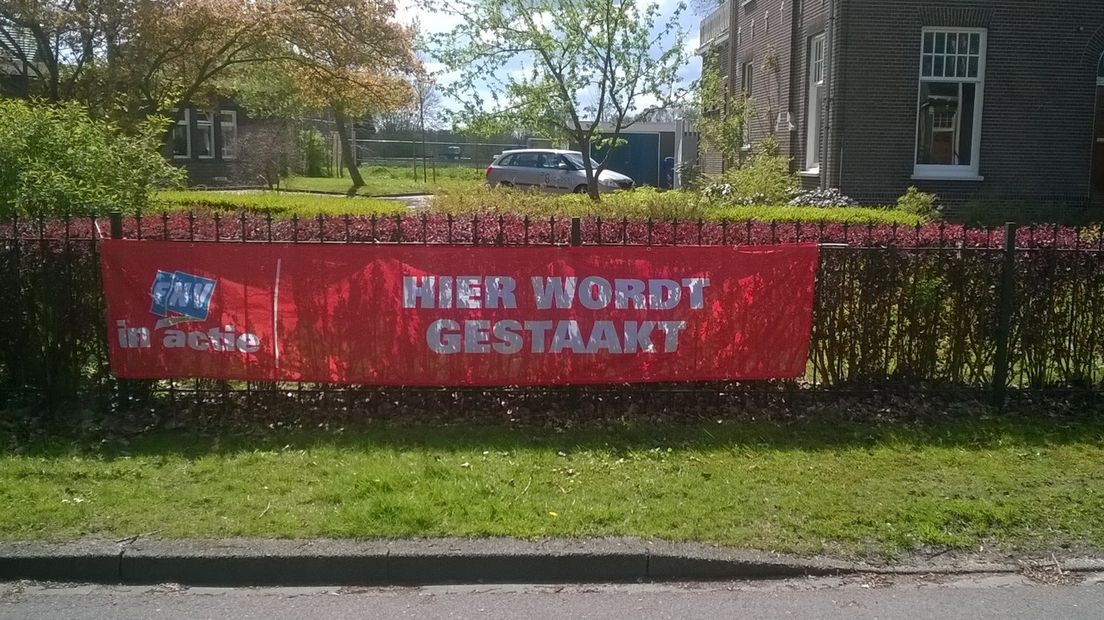 FNV
in actie
HIER WORDT
GESTAAKT